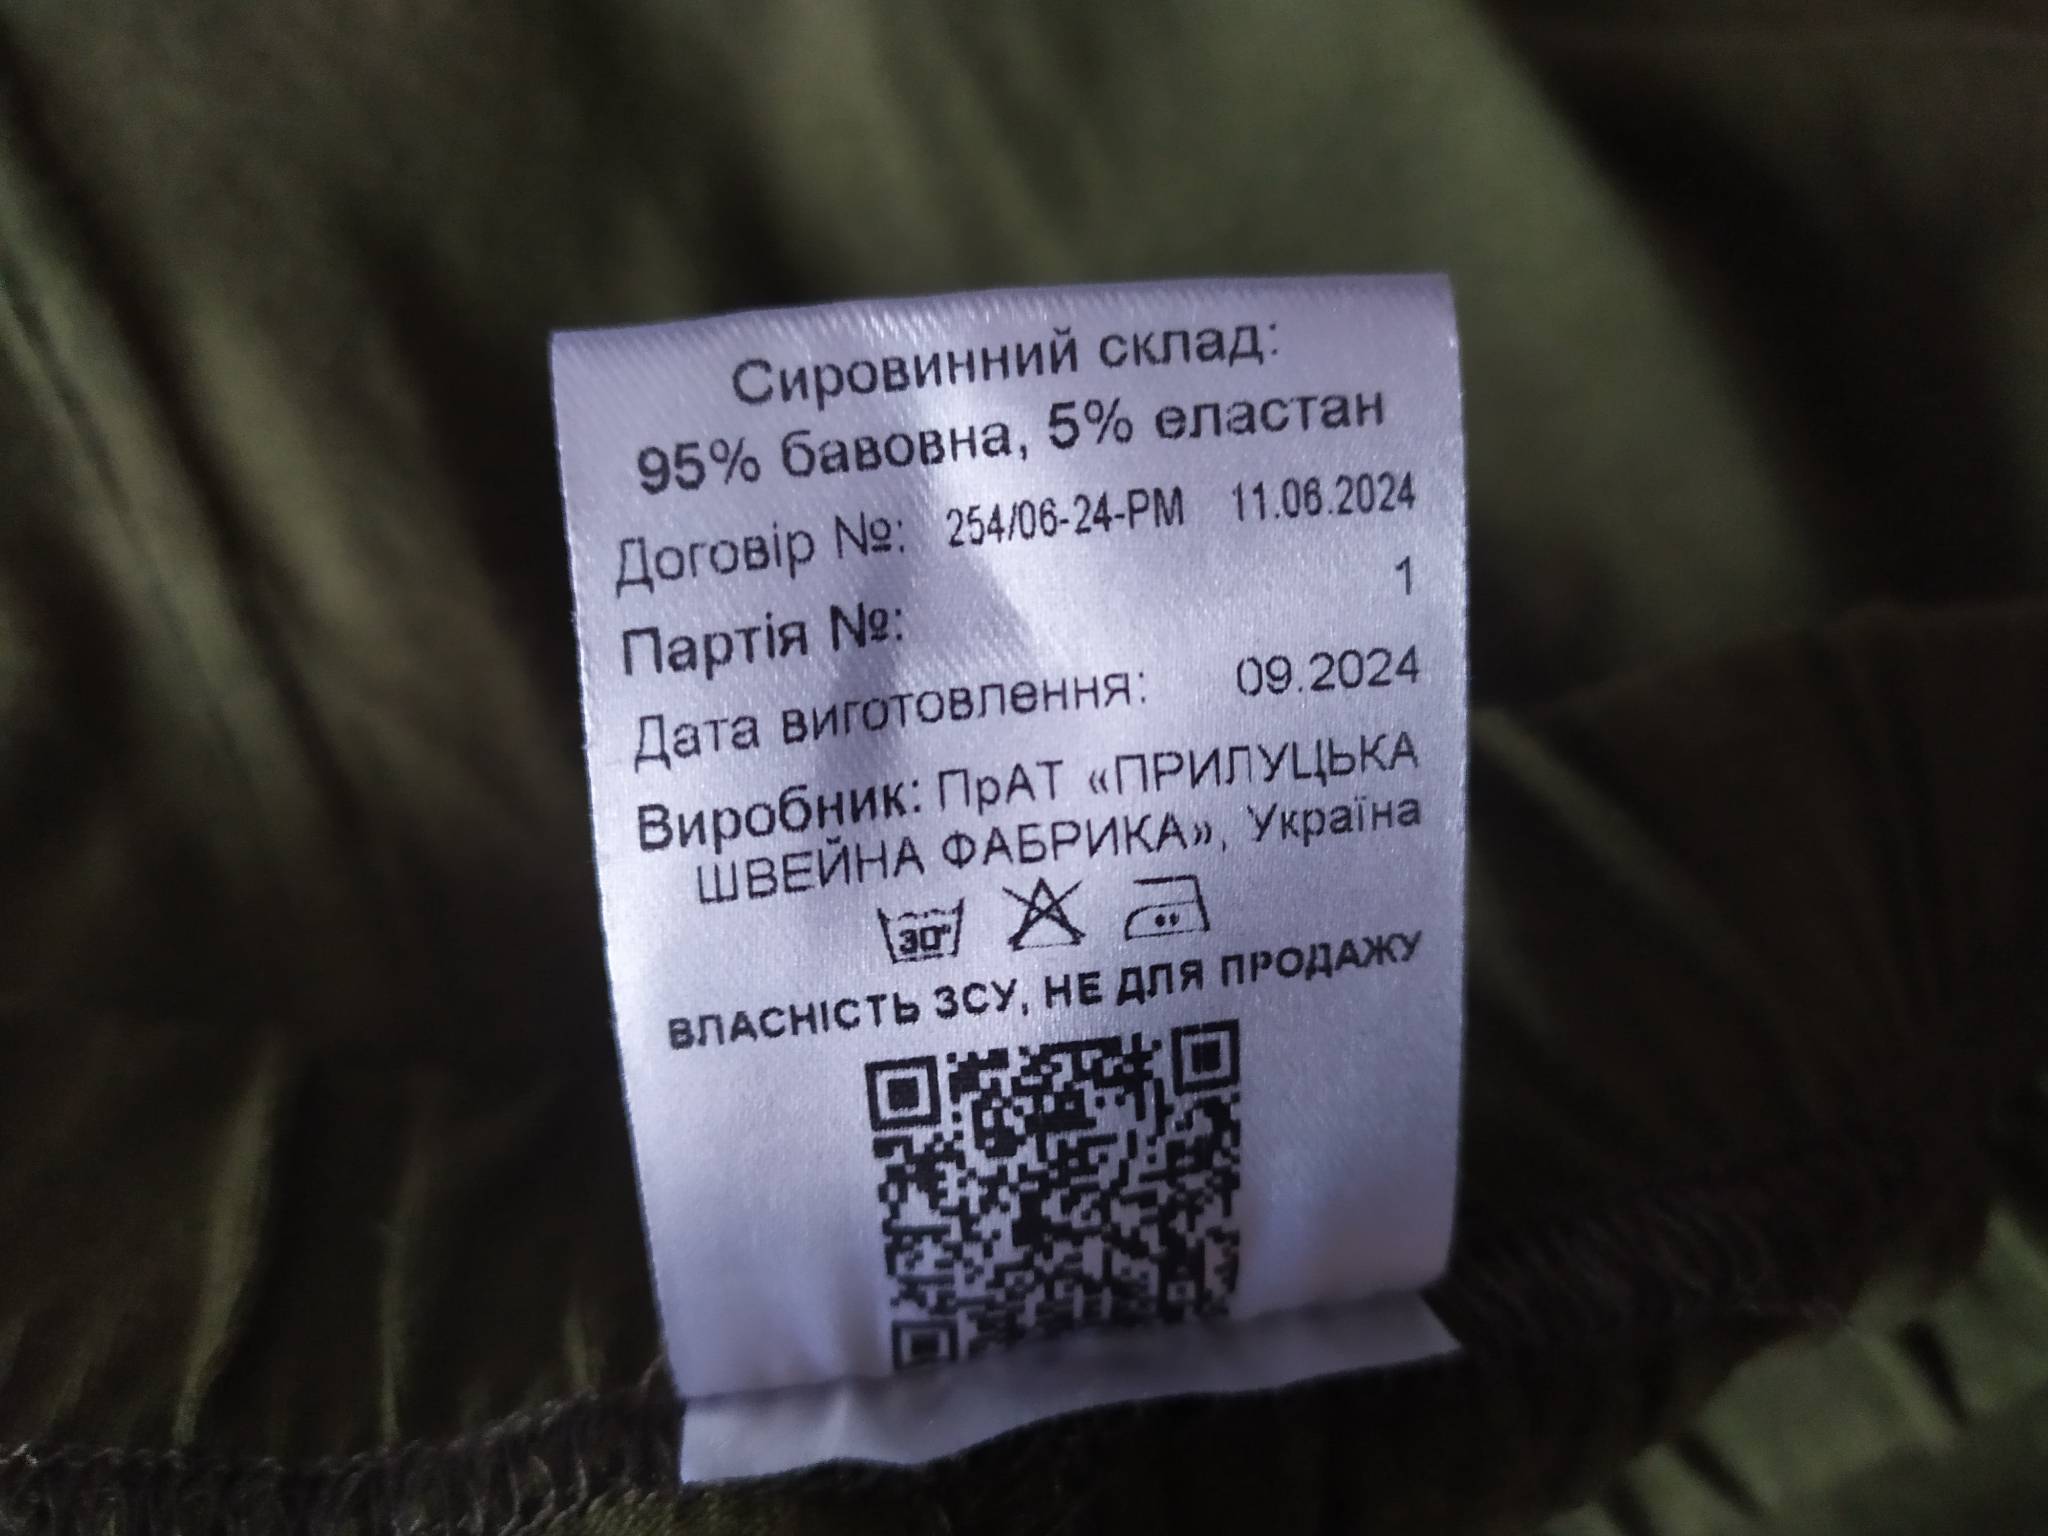 Сировинний склад:
95% бавовна, 5% еластан
Договір №: 254/06-24-РМ 11.06.2024
Партія №: 1
Дата виготовлення: 09.2024
Виробник: ПрАТ «ПРИЛУЦЬКА
ШВЕЙНА ФАБРИКА», Україна
30°
ВЛАСНІСТЬ ЗСУ, НЕ ДЛЯ ПРОДАЖУ